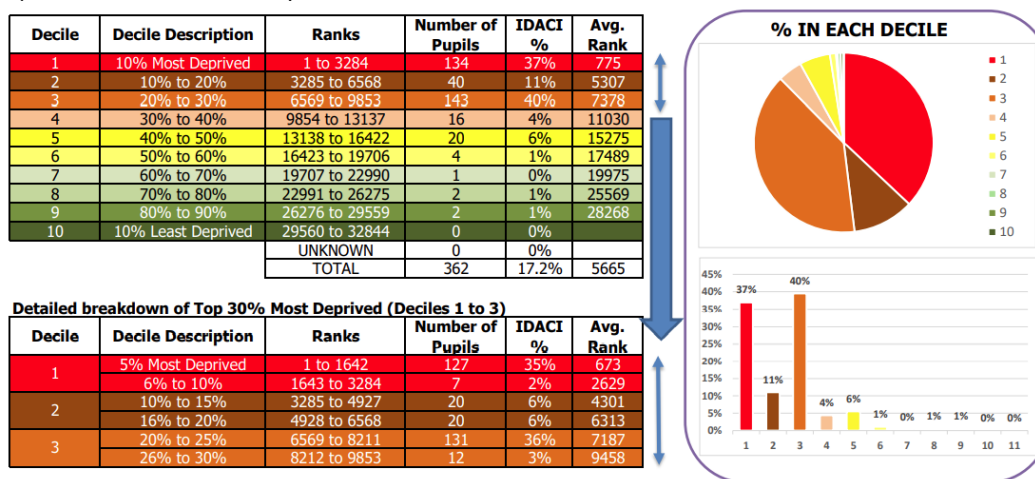 Decile Decile Description Ranks Number of Pupils IDACI % Avg. Rank
1 10% Most Deprived 1 to 3284 134 37% 775
2 10% to 20% 3285 to 6568 40 11% 5307
3 20% to 30% 6569 to 9853 143 40% 7378
4 30% to 40% 9854 to 13137 16 4% 11030
5 40% to 50% 13138 to 16422 20 6% 15275
6 50% to 60% 16423 to 19706 4 1% 17489
7 60% to 70% 19707 to 22990 1 0% 19975
8 70% to 80% 22991 to 26275 2 1% 25569
9 80% to 90% 26276 to 29559 2 1% 28268
10 10% Least Deprived 29560 to 32844 0 0%
UNKNOWN 0 0%
TOTAL 362 17.2% 5665
Detailed breakdown of Top 30% Most Deprived (Deciles 1 to 3)
Decile Decile Description Ranks Number of Pupils IDACI % Avg. Rank
1 5% Most Deprived 1 to 1642 127 35% 673
6% to 10% 1643 to 3284 7 2% 2629
2 10% to 15% 3285 to 4927 20 6% 4301
16% to 20% 4928 to 6568 20 6% 6313
3 20% to 25% 6569 to 8211 131 36% 7187
26% to 30% 8212 to 9853 12 3% 9458
% IN EACH DECILE
1
2
3
4
5
6
7
8
9
10
45%
40%
35%
30%
25%
20%
15%
10%
5%
0%
37% 11% 40% 4% 6% 1% 0% 1% 1% 0% 0%
1 2 3 4 5 6 7 8 9 10 11